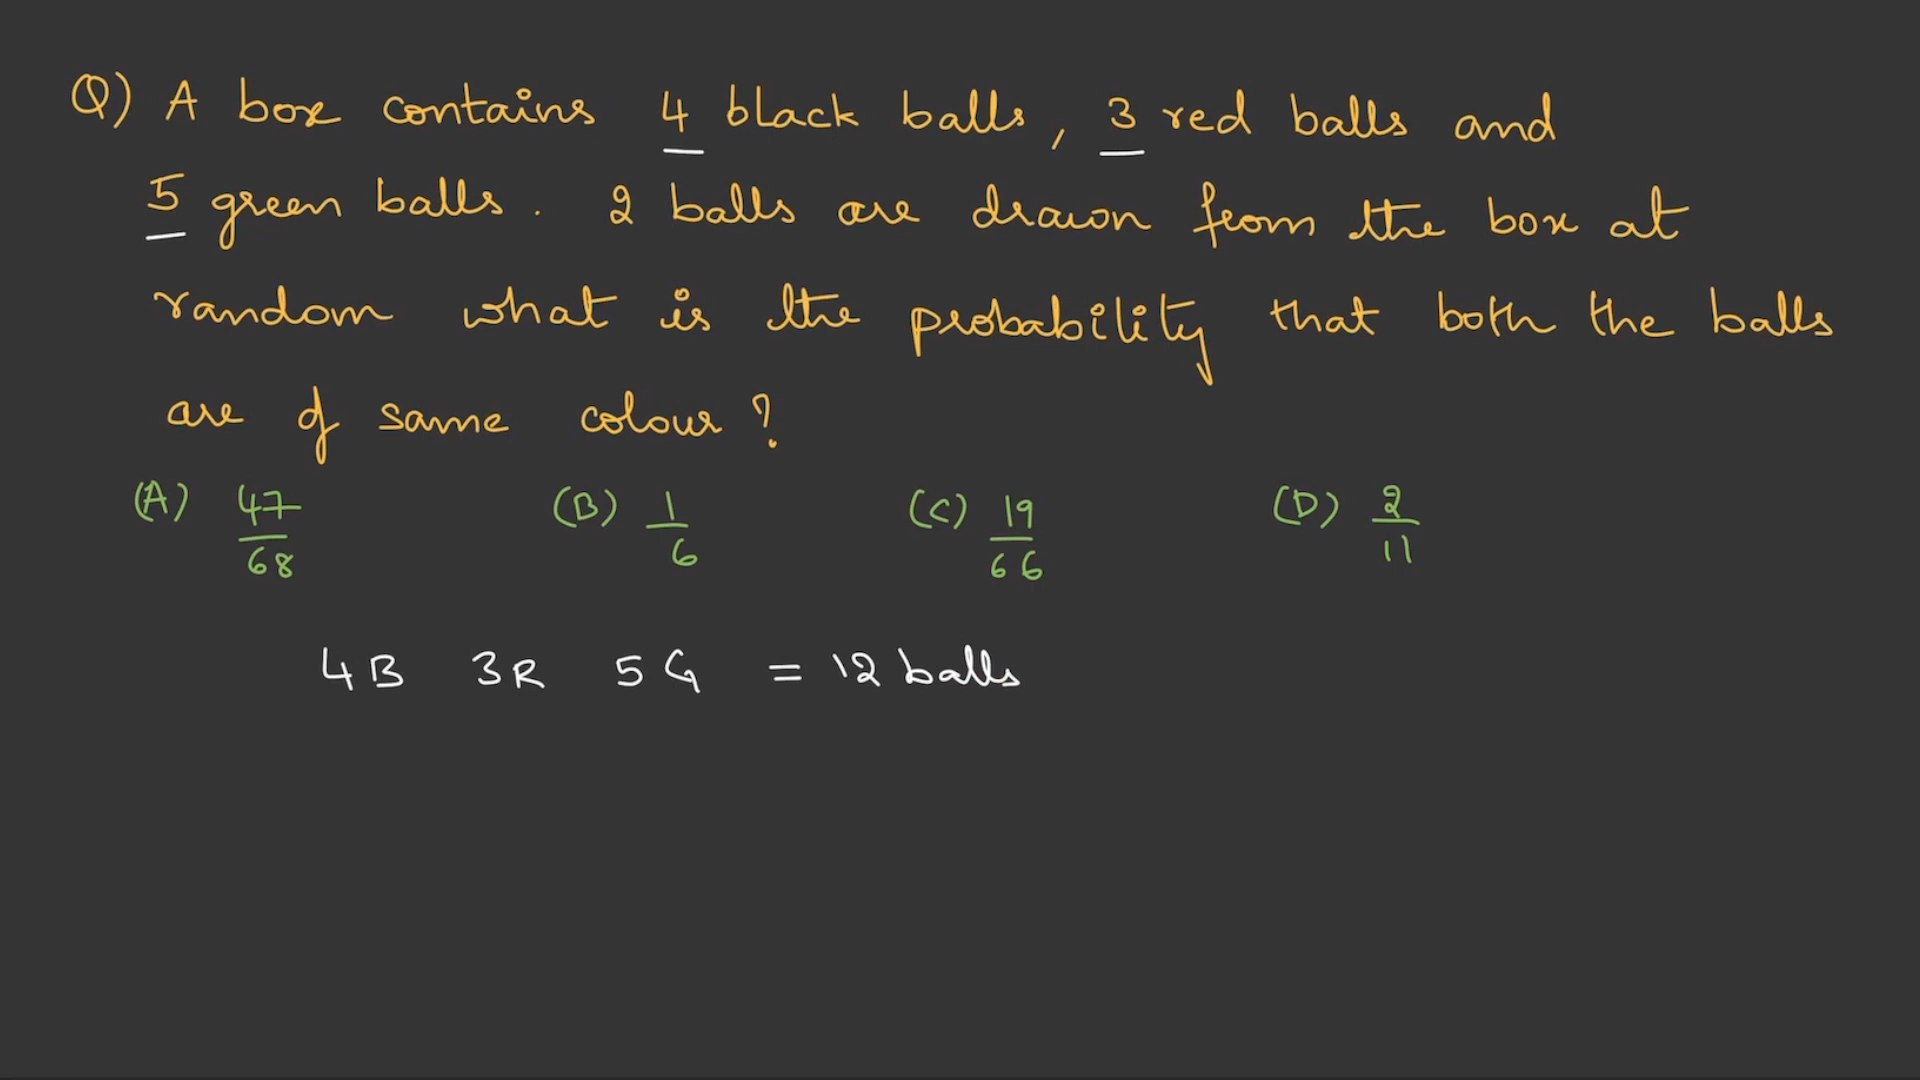 Q) A box contains 4 black balls, 3 red balls and
5 green balls. 2 balls are drawn from the box at
random what is the probability that both the balls
are of same colour?
(A) 47/68 (B) 1/6 (C) 19/66 (D) 2/11
4B 3R 5G = 12 balls